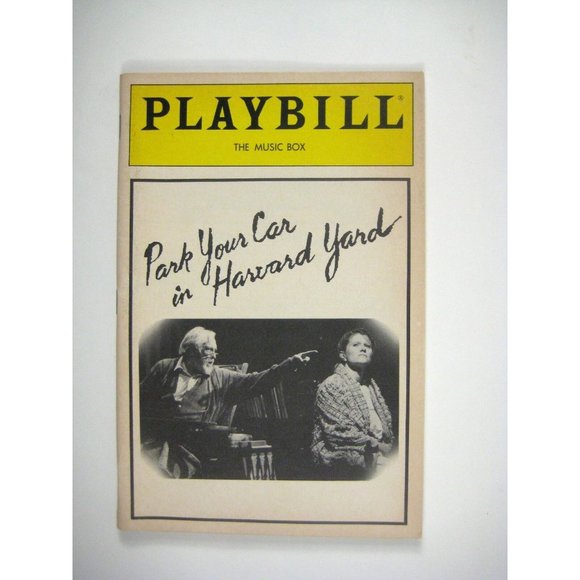 PLAYBILL®
THE MUSIC BOX
Park Your Car
in Harvard Yard